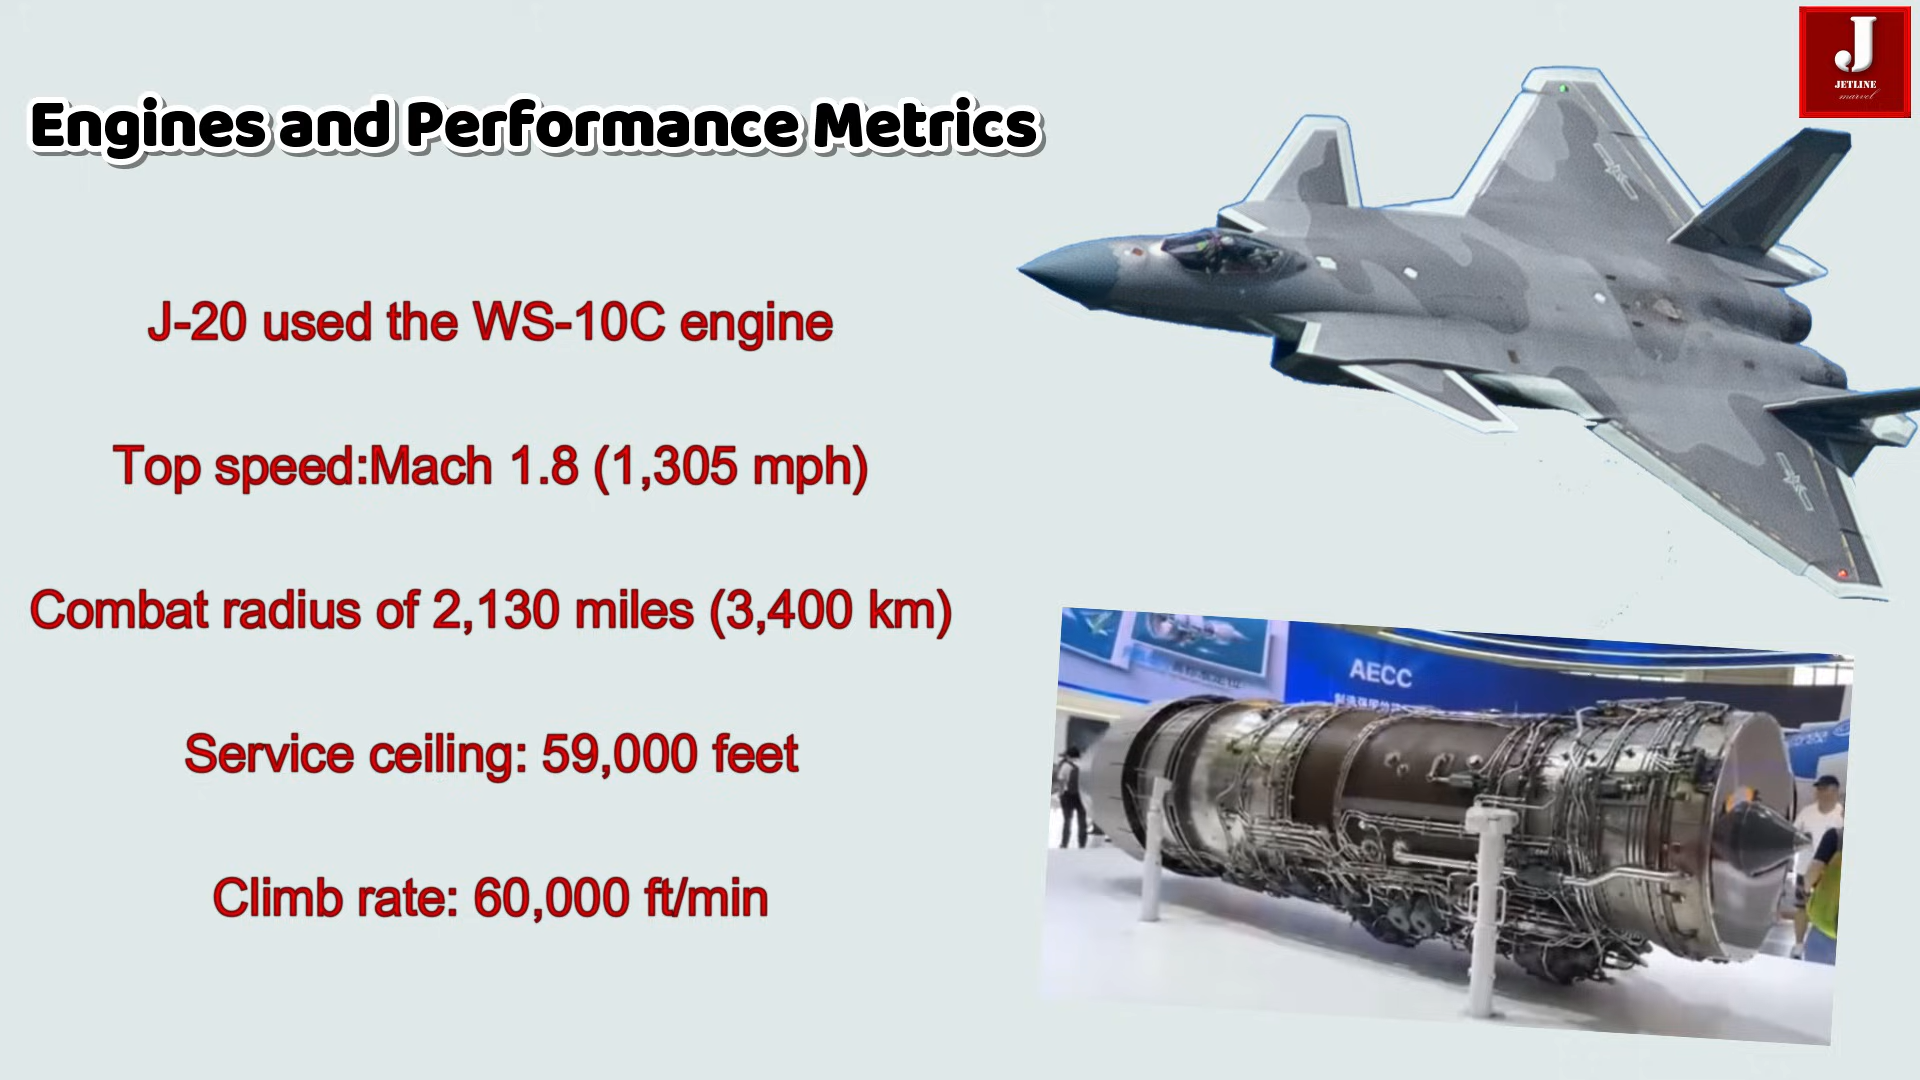 J
JETLINE
marvel
Engines and Performance Metrics
J-20 used the WS-10C engine
Top speed:Mach 1.8 (1,305 mph)
Combat radius of 2,130 miles (3,400 km)
Service ceiling: 59,000 feet
Climb rate: 60,000 ft/min
AECC